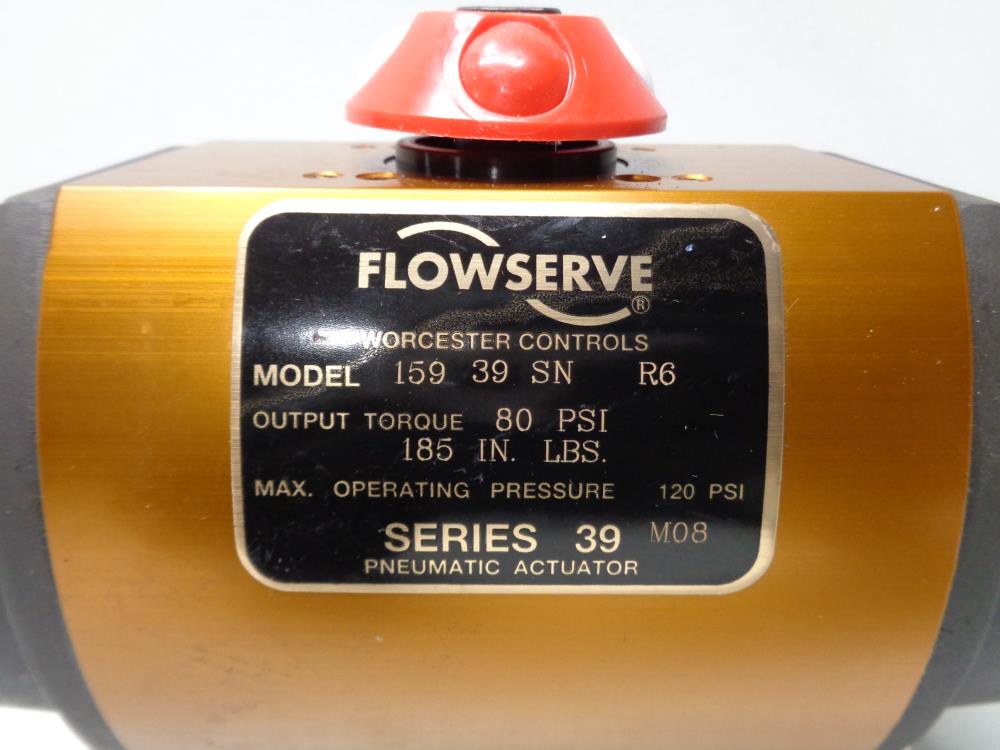 FLOWSERVE
®
WORCESTER CONTROLS
MODEL 159 39 SN R6
OUTPUT TORQUE 80 PSI
185 IN. LBS.
MAX. OPERATING PRESSURE 120 PSI
SERIES 39 M08
PNEUMATIC ACTUATOR